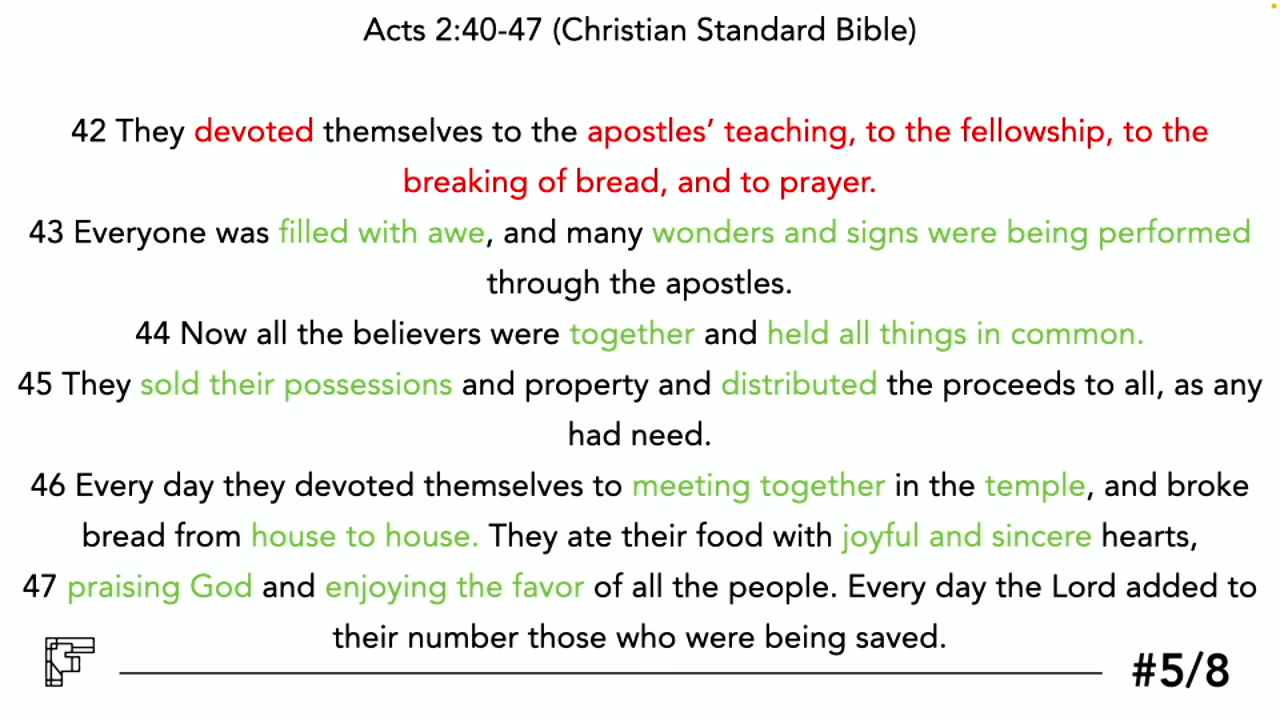 Acts 2:40-47 (Christian Standard Bible)
42 They devoted themselves to the apostles’ teaching, to the fellowship, to the
breaking of bread, and to prayer.
43 Everyone was filled with awe, and many wonders and signs were being performed
through the apostles.
44 Now all the believers were together and held all things in common.
45 They sold their possessions and property and distributed the proceeds to all, as any
had need.
46 Every day they devoted themselves to meeting together in the temple, and broke
bread from house to house. They ate their food with joyful and sincere hearts,
47 praising God and enjoying the favor of all the people. Every day the Lord added to
their number those who were being saved.
#5/8